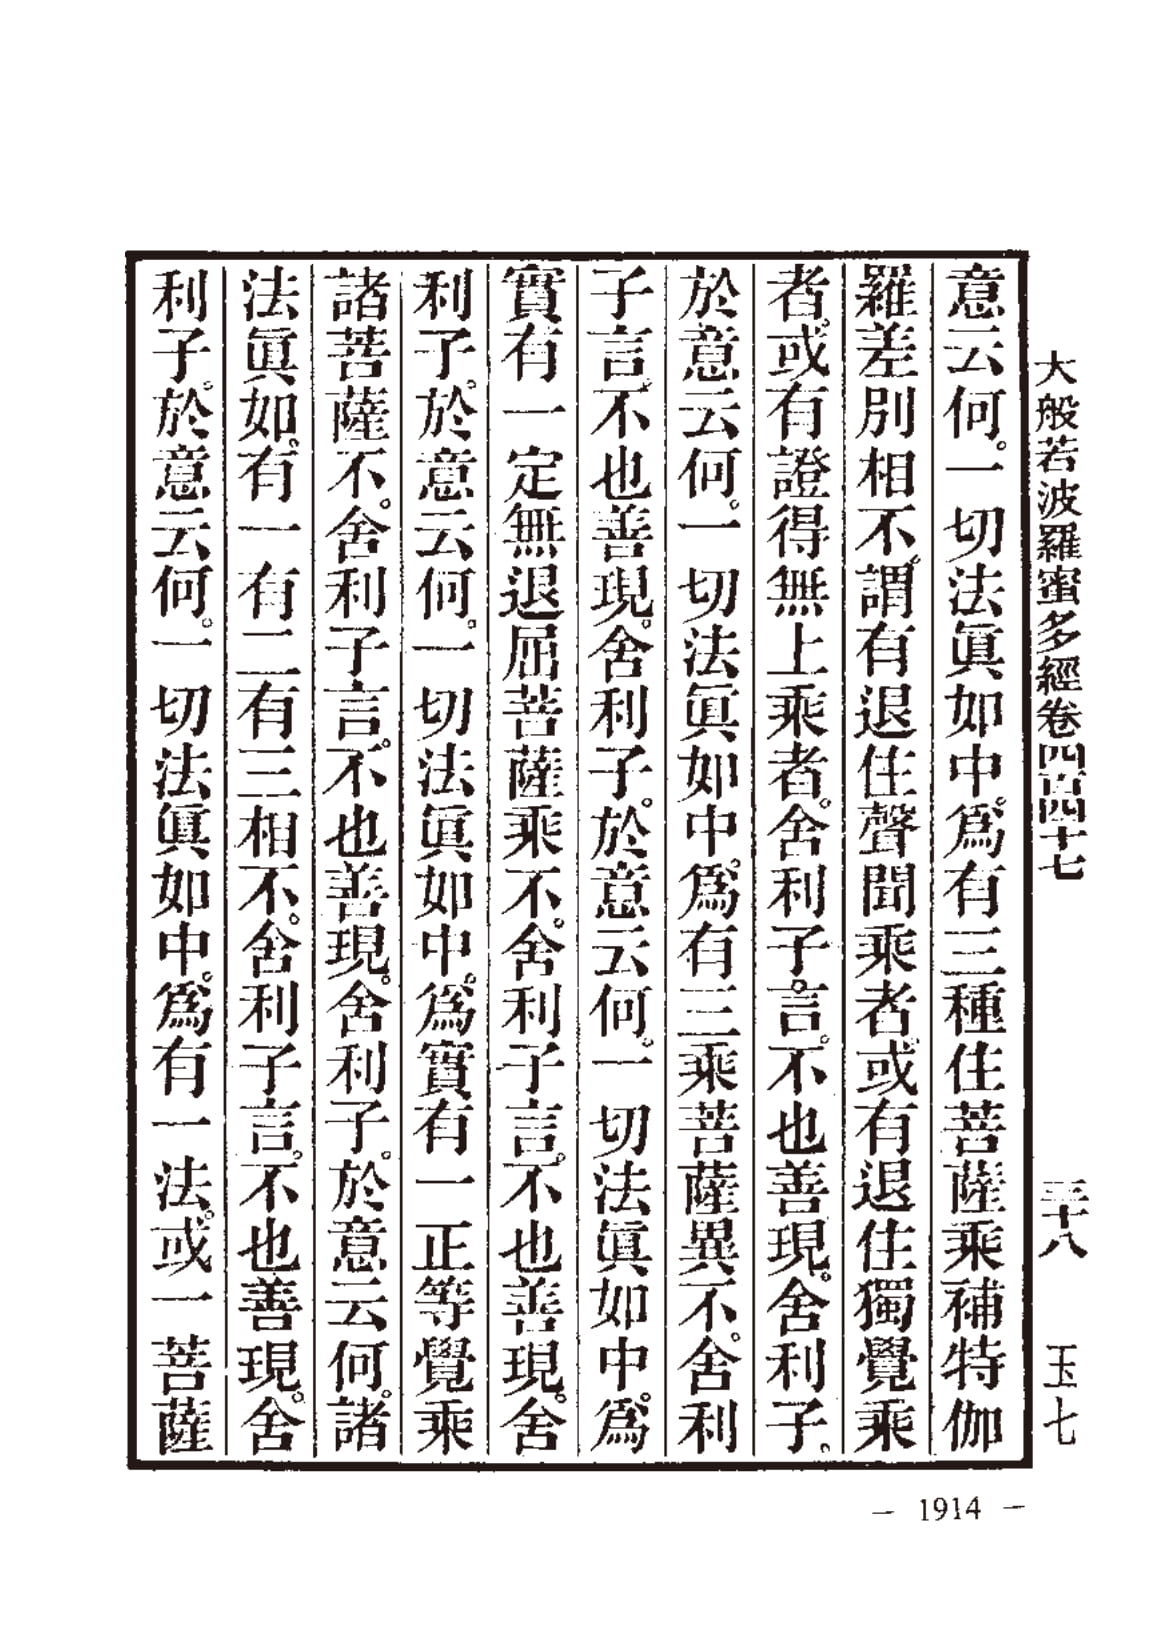 大般若波羅蜜多經卷四百四十七 三十八 玉七
意云何。一切法眞如中。爲有三種住菩薩乘補特伽
羅差別相不。謂有退住聲聞乘者。或有退住獨覺乘
者。或有證得無上乘者。舍利子言。不也善現。舍利子。
於意云何。一切法眞如中。爲有三乘菩薩異不。舍利
子言。不也善現。舍利子。於意云何。一切法眞如中。爲
實有一定無退屈菩薩乘不。舍利子言。不也善現。舍
利子。於意云何。一切法眞如中。爲實有一正等覺乘
諸菩薩不。舍利子言。不也善現。舍利子。於意云何。諸
法眞如。有一有二有三相不。舍利子言。不也善現。舍
利子。於意云何。一切法眞如中。爲有一法。或一菩薩
— 1914 —